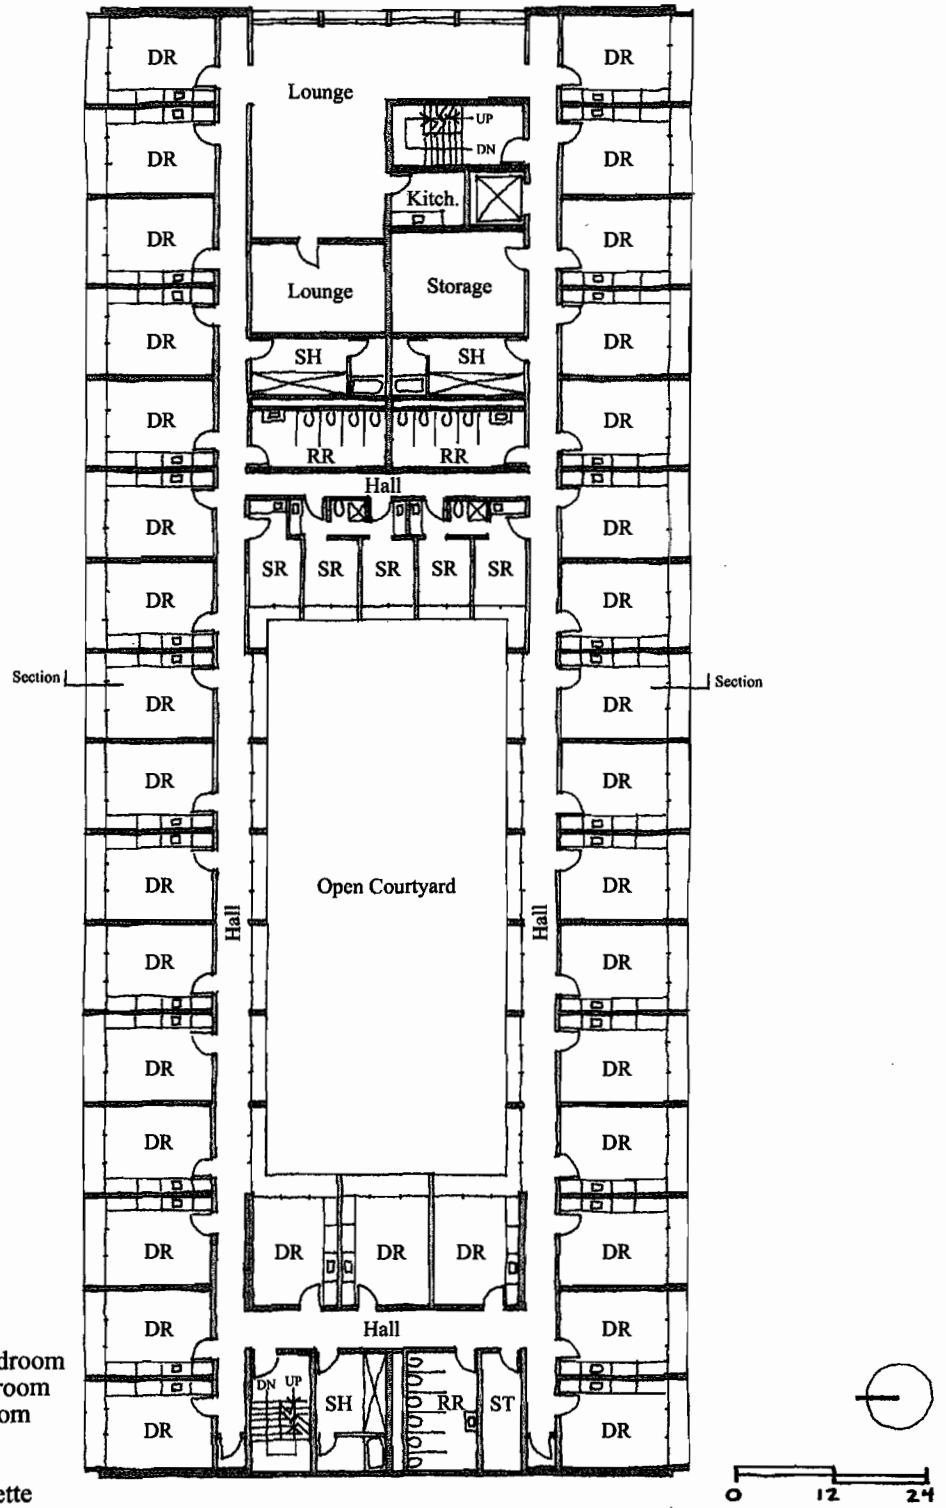 DR DR
Lounge
UP
DN
DR DR
Kitch.
DR DR
Lounge Storage
DR DR
SH SH
DR DR
RR RR
Hall
DR DR
SR SR SR SR SR
DR DR
Section Section
DR DR
DR DR
DR Open Courtyard DR
Hall Hall
DR DR
DR DR
DR DR
DR DR DR DR DR
DR Hall DR
droom
room
om
DN UP
SH RR ST
DR DR
ette
0 12 24